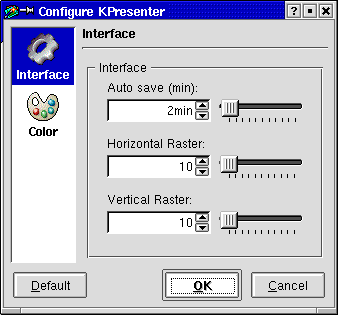 Configure KPresenter
Interface
Interface
Color
Interface
Auto save (min):
2min
Horizontal Raster:
10
Vertical Raster:
10
Default
OK
Cancel